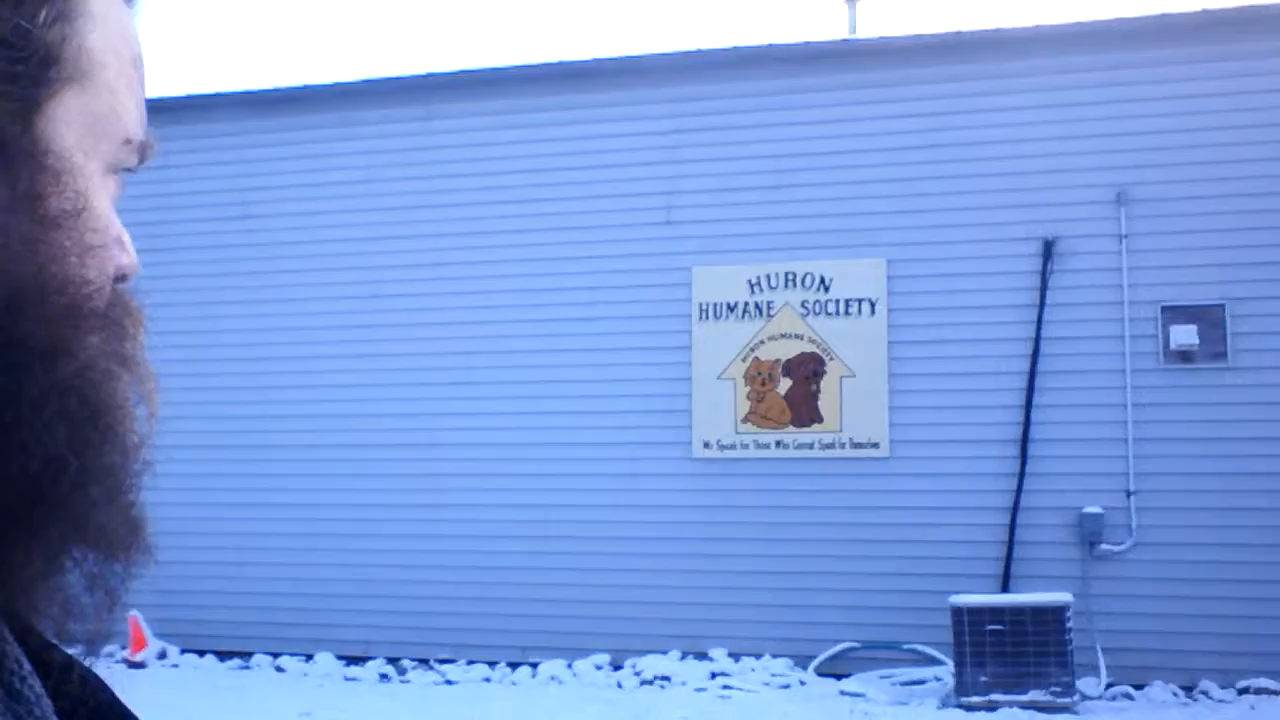 HURON
HUMANE SOCIETY
HURON HUMANE SOCIETY
We Speak for Those Who Cannot Speak for Themselves